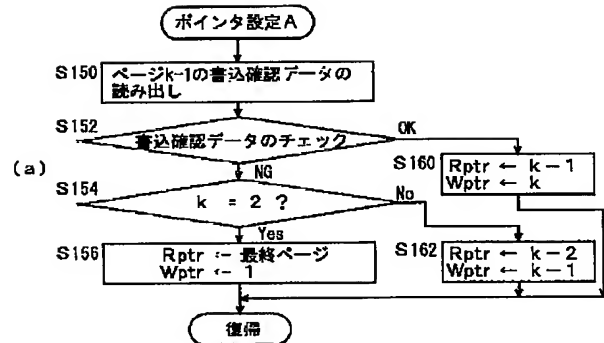 ポインタ設定A
S150
ページk-1の書込確認データの
読み出し
S152
書込確認データのチェック
OK
(a)
NG
S160
Rptr ← k-1
Wptr ← k
S154
k = 2 ?
No
Yes
S156
Rptr ← 最終ページ
Wptr ← 1
S162
Rptr ← k-2
Wptr ← k-1
復帰